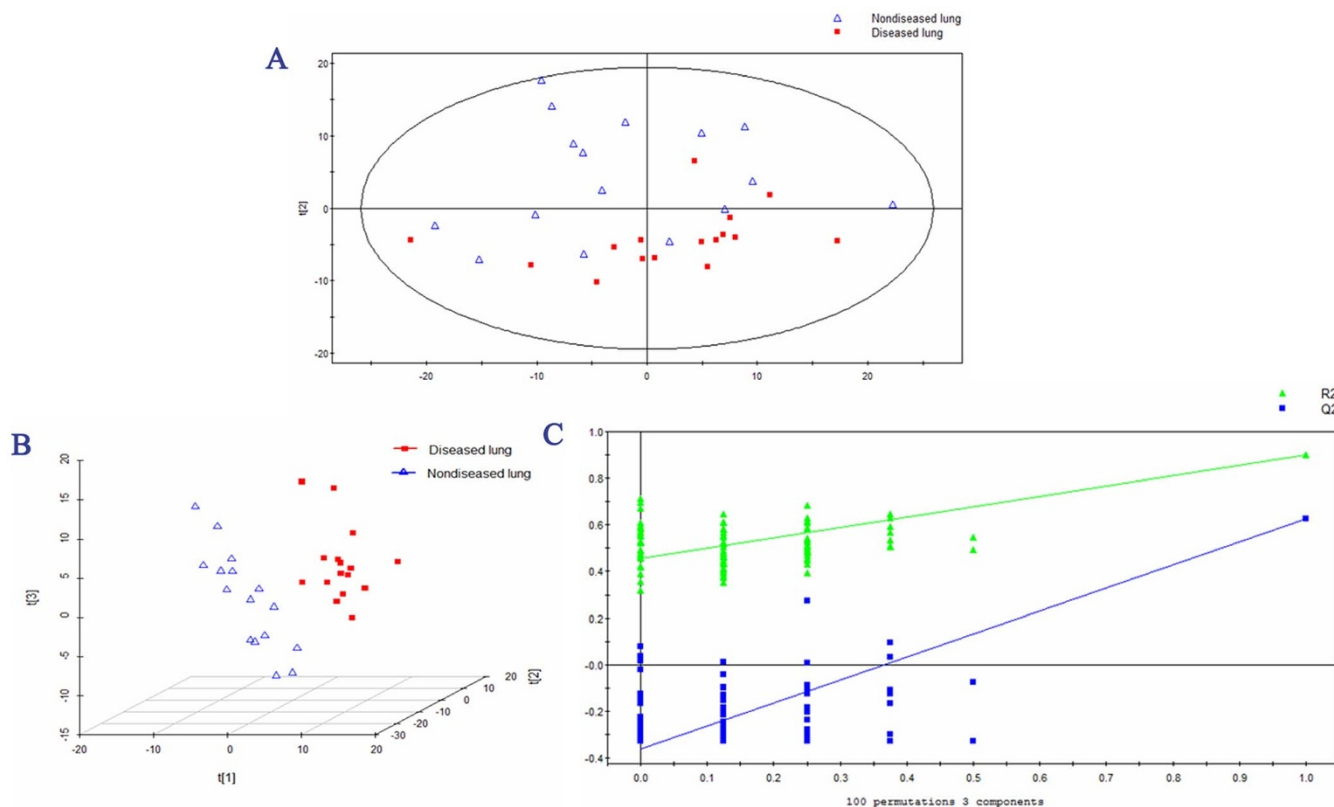 Nondiseased lung
Diseased lung
A
20
10
0
-10
-20
t[2]
-20
-10
0
10
20
B
Diseased lung
Nondiseased lung
20
15
10
5
0
-5
-10
-15
t[3]
-20
-10
0
10
20
t[1]
-30
-20
-10
0
10
20
t[2]
C
R2
Q2
1.0
0.8
0.6
0.4
0.2
-0.0
-0.2
-0.4
0.0 0.1 0.2 0.3 0.4 0.5 0.6 0.7 0.8 0.9 1.0
100 permutations 3 components